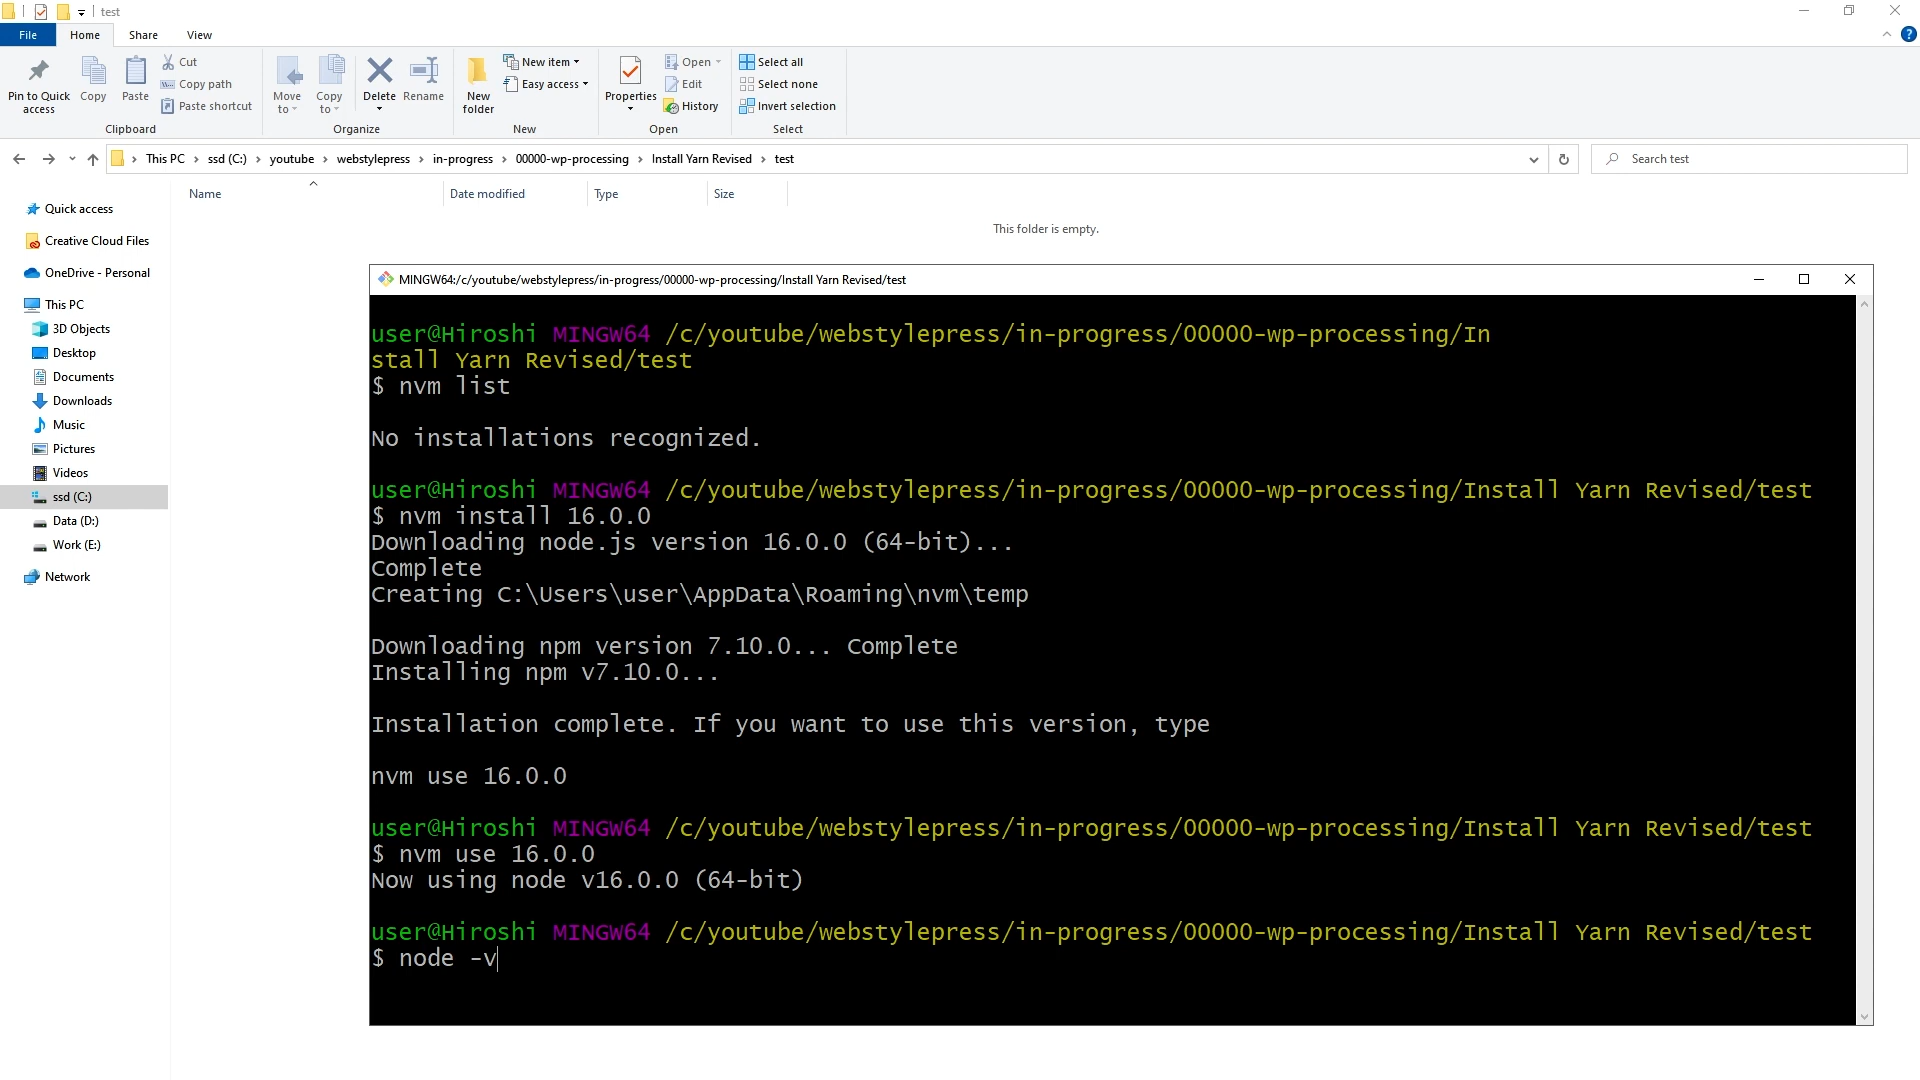 test
File Home Share View
Pin to Quick access
Copy
Paste
Cut
Copy path
Paste shortcut
Clipboard
Move to
Copy to
Delete
Rename
Organize
New folder
New item
Easy access
New
Properties
Open
Edit
History
Open
Select all
Select none
Invert selection
Select
This PC › ssd (C:) › youtube › webstylepress › in-progress › 00000-wp-processing › Install Yarn Revised › test
Search test
Name Date modified Type Size
This folder is empty.
Quick access
Creative Cloud Files
OneDrive - Personal
This PC
3D Objects
Desktop
Documents
Downloads
Music
Pictures
Videos
ssd (C:)
Data (D:)
Work (E:)
Network
MINGW64:/c/youtube/webstylepress/in-progress/00000-wp-processing/Install Yarn Revised/test
user@Hiroshi MINGW64 /c/youtube/webstylepress/in-progress/00000-wp-processing/In
stall Yarn Revised/test
$ nvm list
No installations recognized.
user@Hiroshi MINGW64 /c/youtube/webstylepress/in-progress/00000-wp-processing/Install Yarn Revised/test
$ nvm install 16.0.0
Downloading node.js version 16.0.0 (64-bit)...
Complete
Creating C:\Users\user\AppData\Roaming\nvm\temp
Downloading npm version 7.10.0... Complete
Installing npm v7.10.0...
Installation complete. If you want to use this version, type
nvm use 16.0.0
user@Hiroshi MINGW64 /c/youtube/webstylepress/in-progress/00000-wp-processing/Install Yarn Revised/test
$ nvm use 16.0.0
Now using node v16.0.0 (64-bit)
user@Hiroshi MINGW64 /c/youtube/webstylepress/in-progress/00000-wp-processing/Install Yarn Revised/test
$ node -v